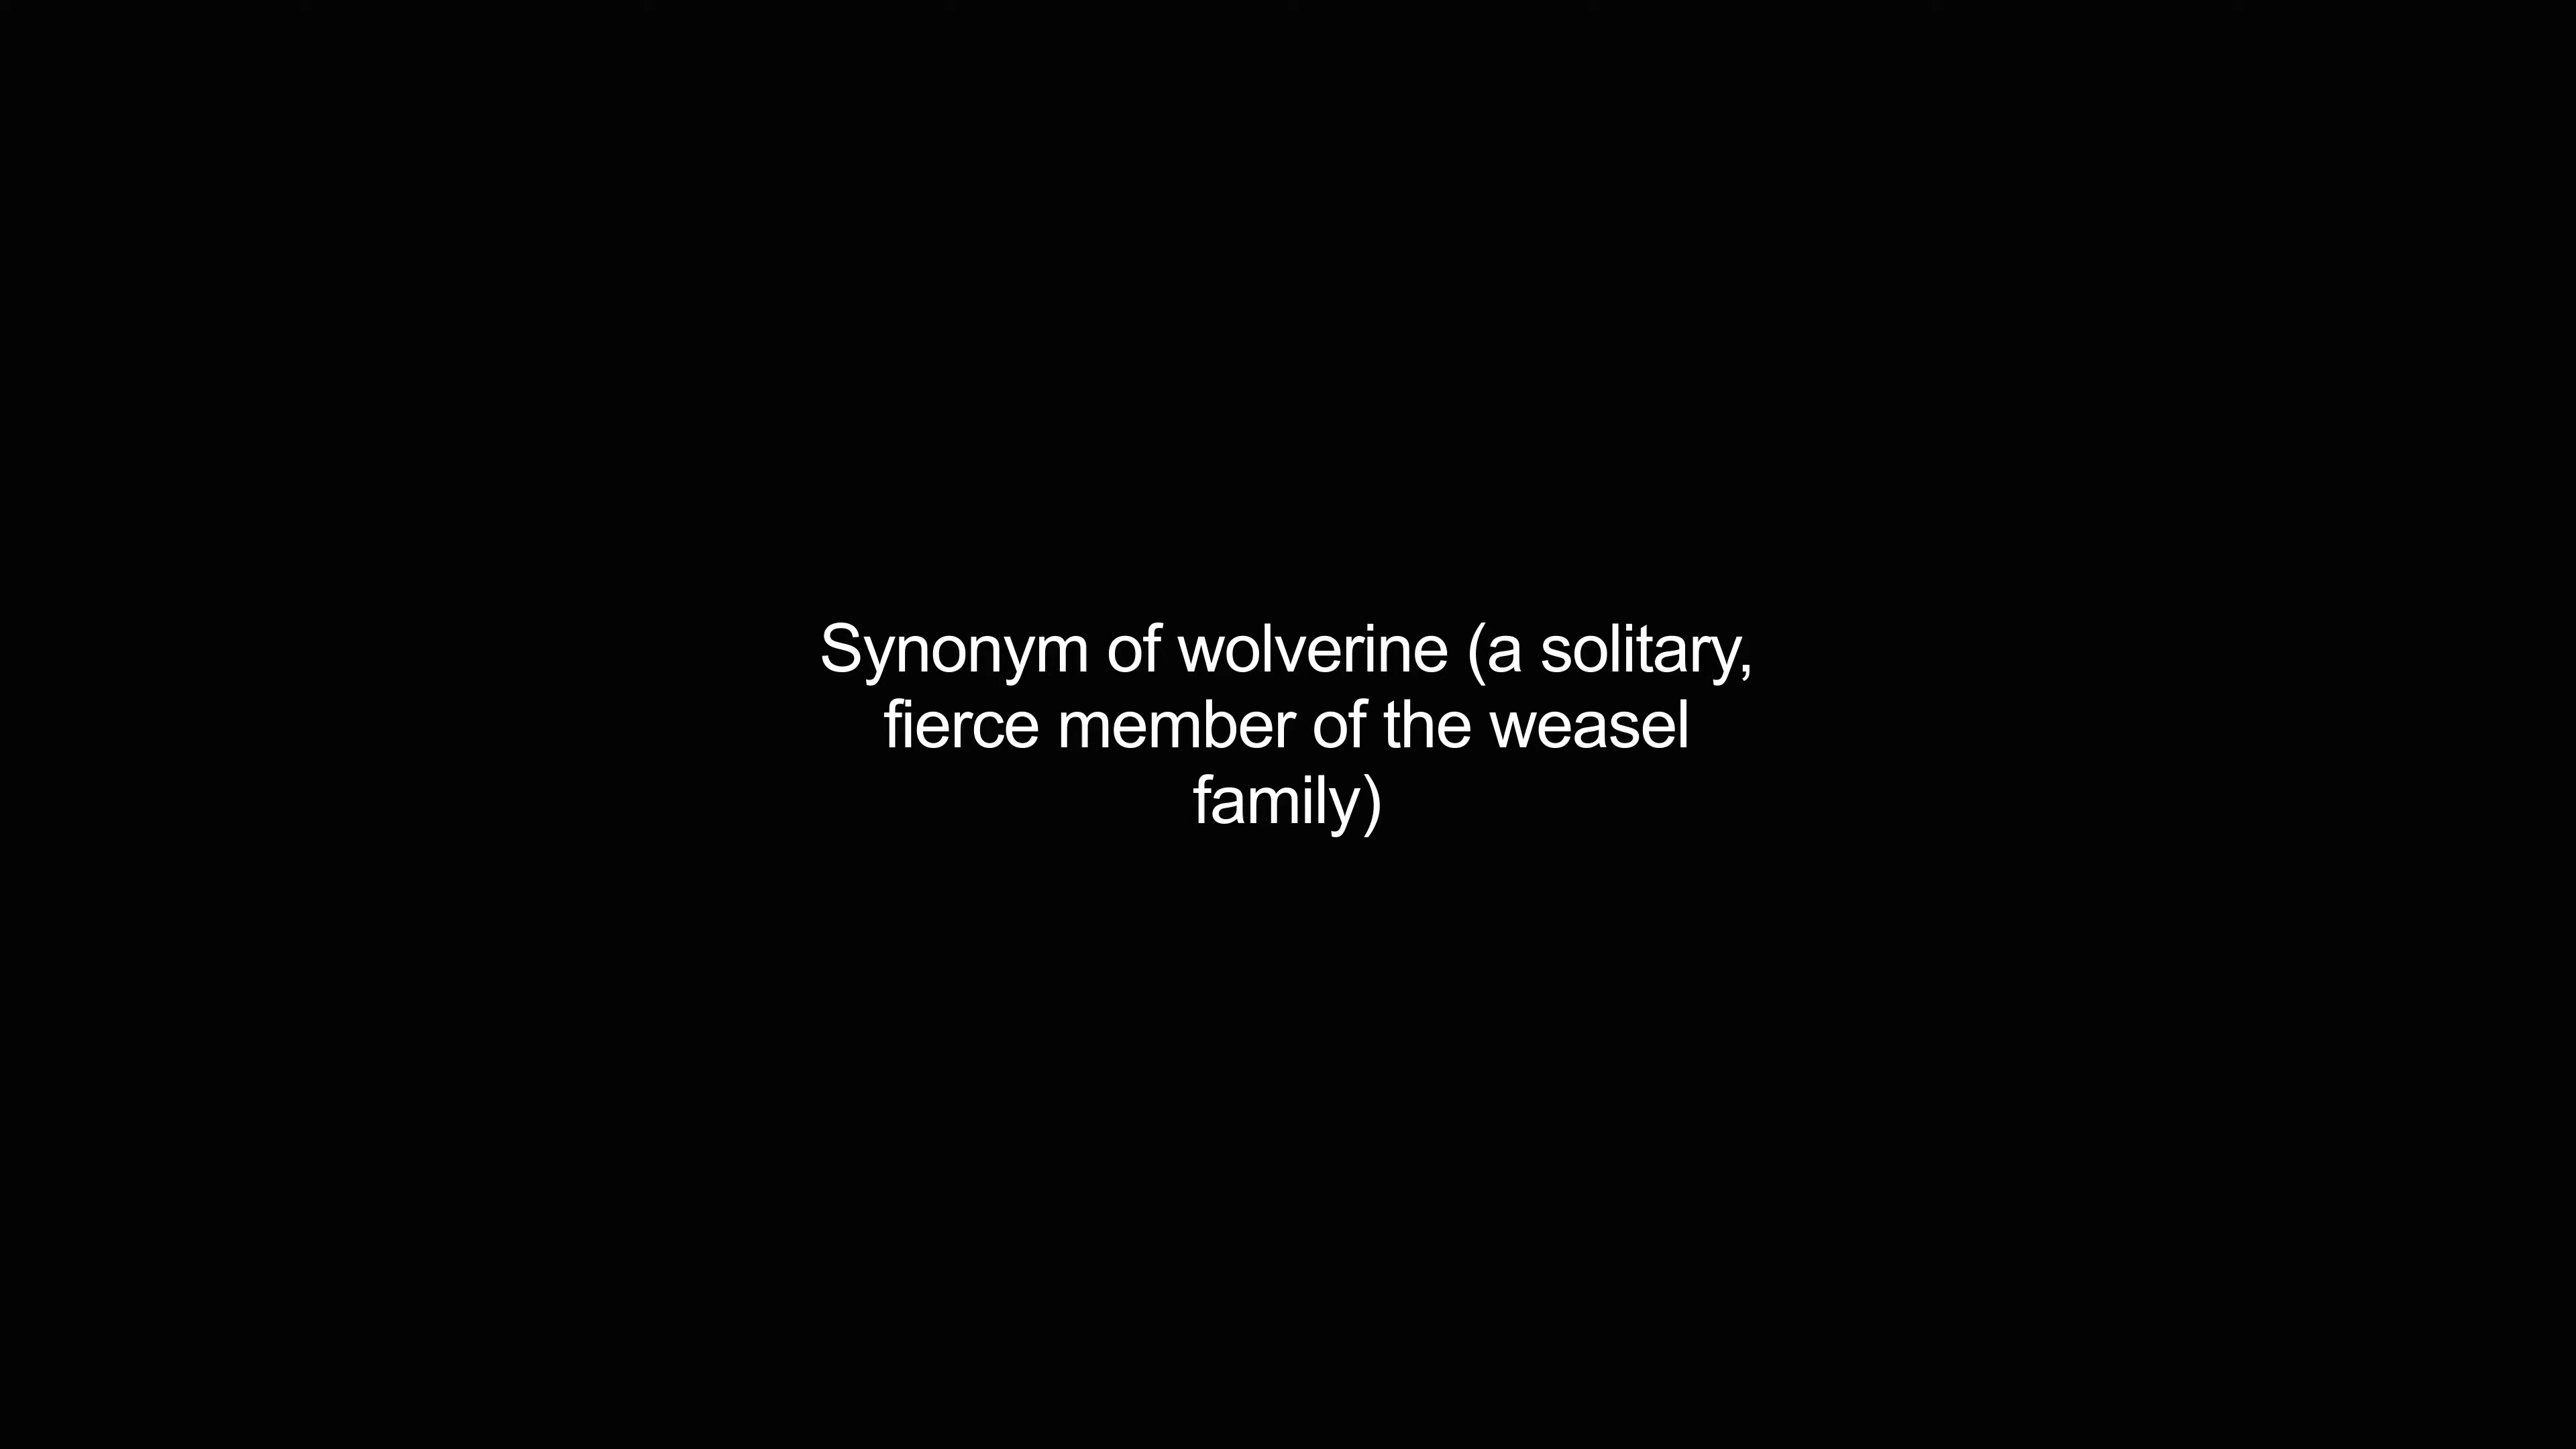 Synonym of wolverine (a solitary,
fierce member of the weasel
family)